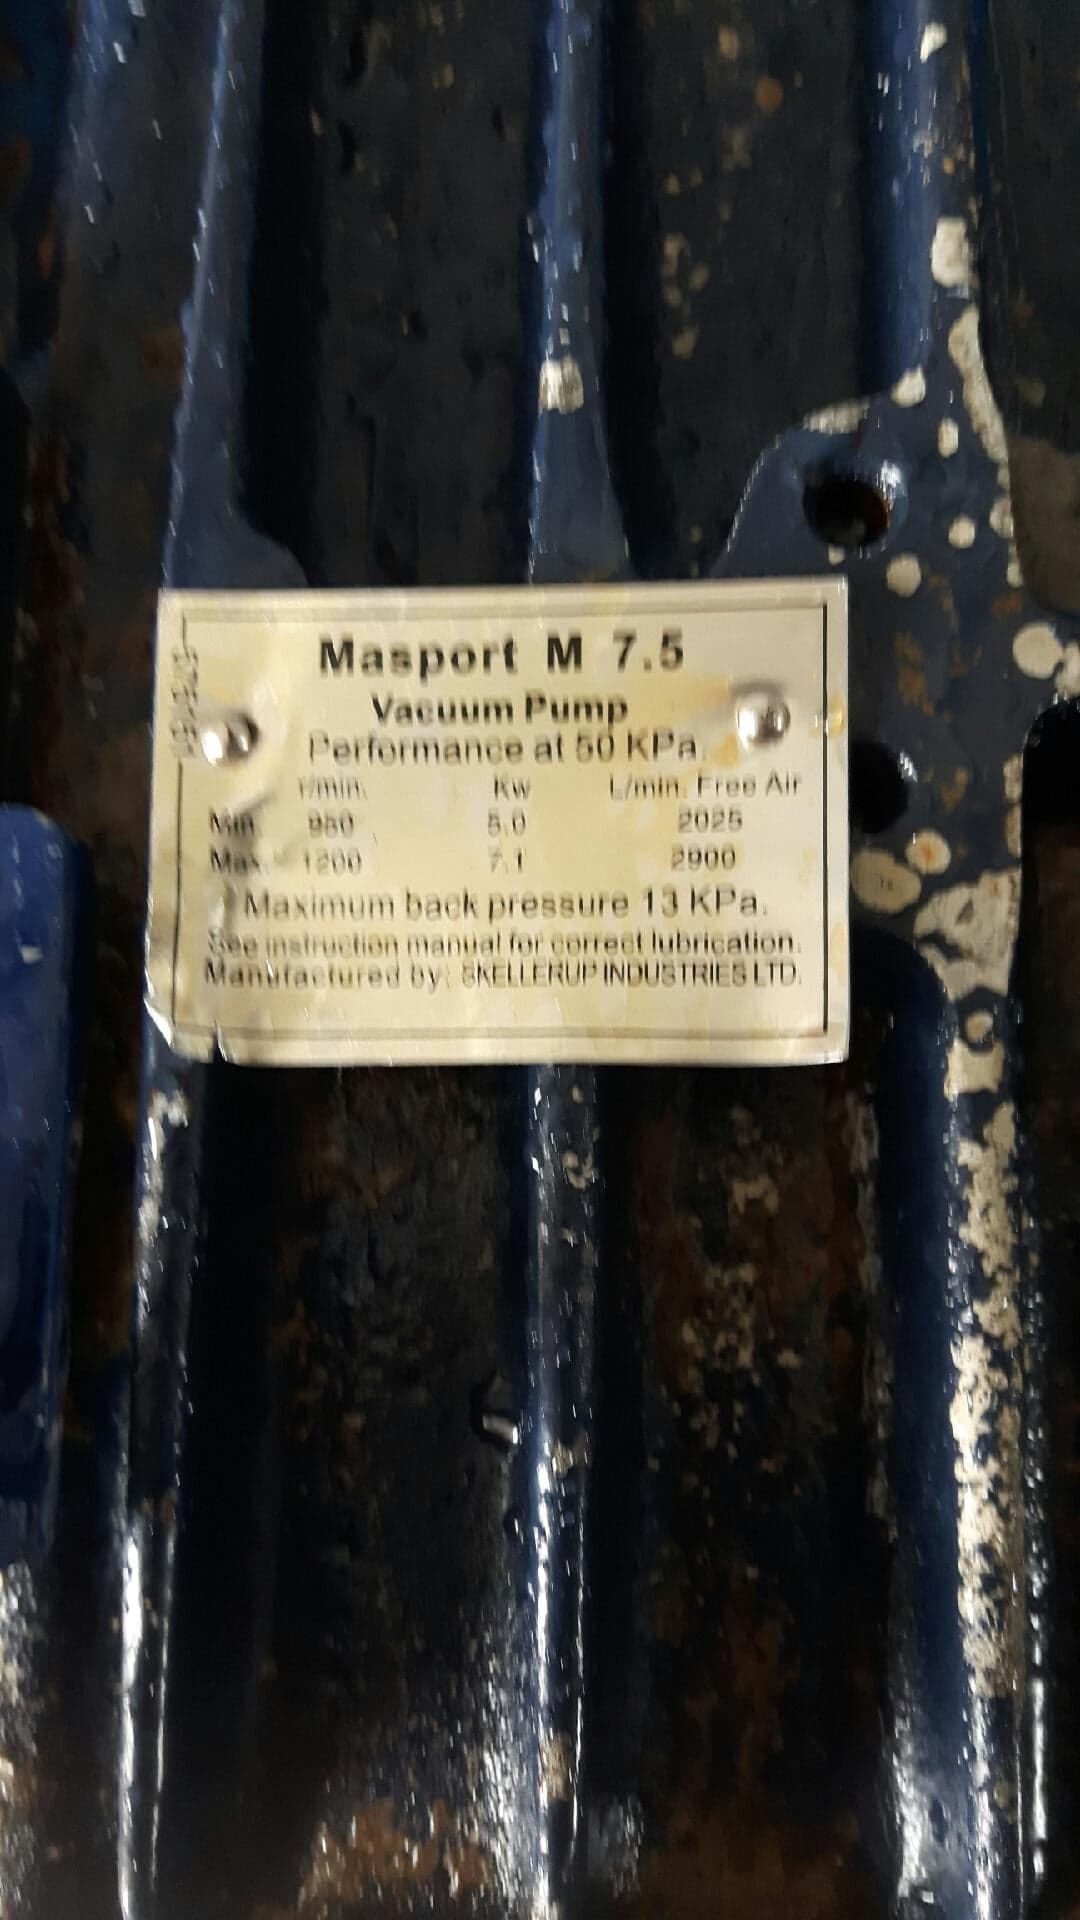 Masport M 7.5
Vacuum Pump
Performance at 50 KPa.
r/min. Kw L/min. Free Air
Min. 950 5.0 2025
Max. 1200 7.1 2900
Maximum back pressure 13 KPa.
See instruction manual for correct lubrication.
Manufactured by: SKELLERUP INDUSTRIES LTD.